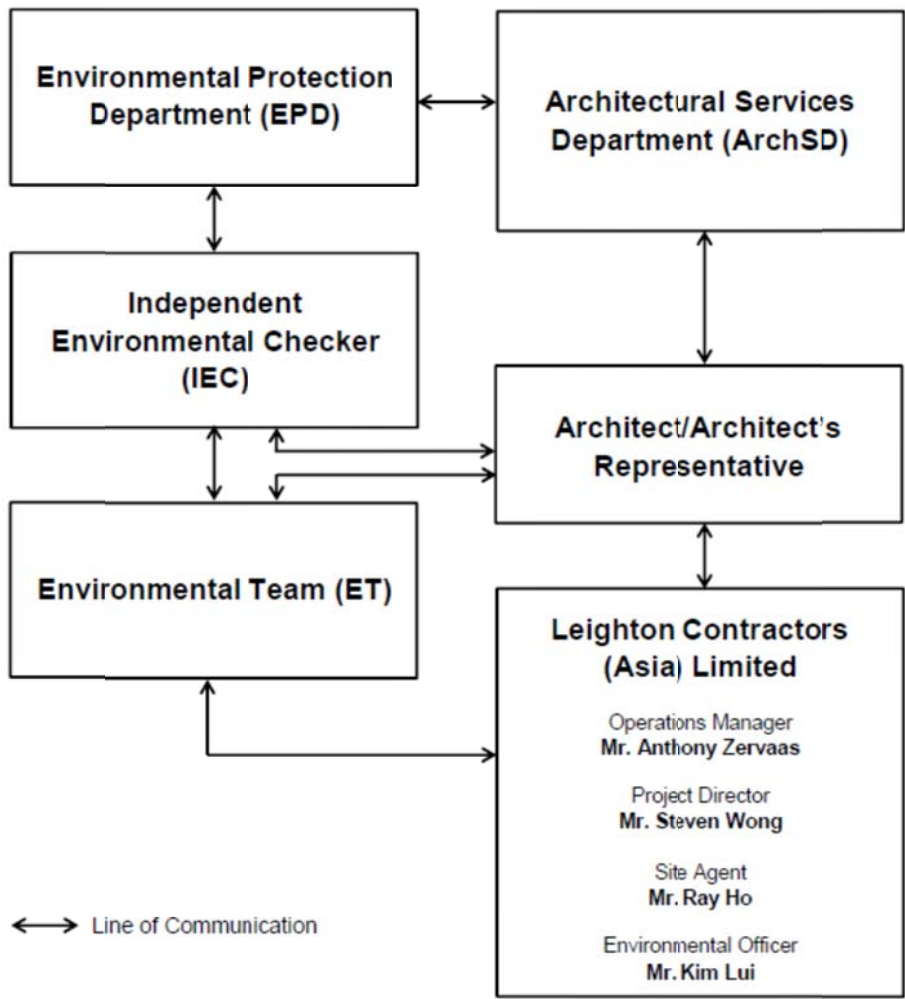 Environmental Protection
Department (EPD)
Architectural Services
Department (ArchSD)
Independent
Environmental Checker
(IEC)
Architect/Architect's
Representative
Environmental Team (ET)
Leighton Contractors
(Asia) Limited
Operations Manager
Mr. Anthony Zervaas
Project Director
Mr. Steven Wong
Site Agent
Mr. Ray Ho
Environmental Officer
Mr. Kim Lui
Line of Communication